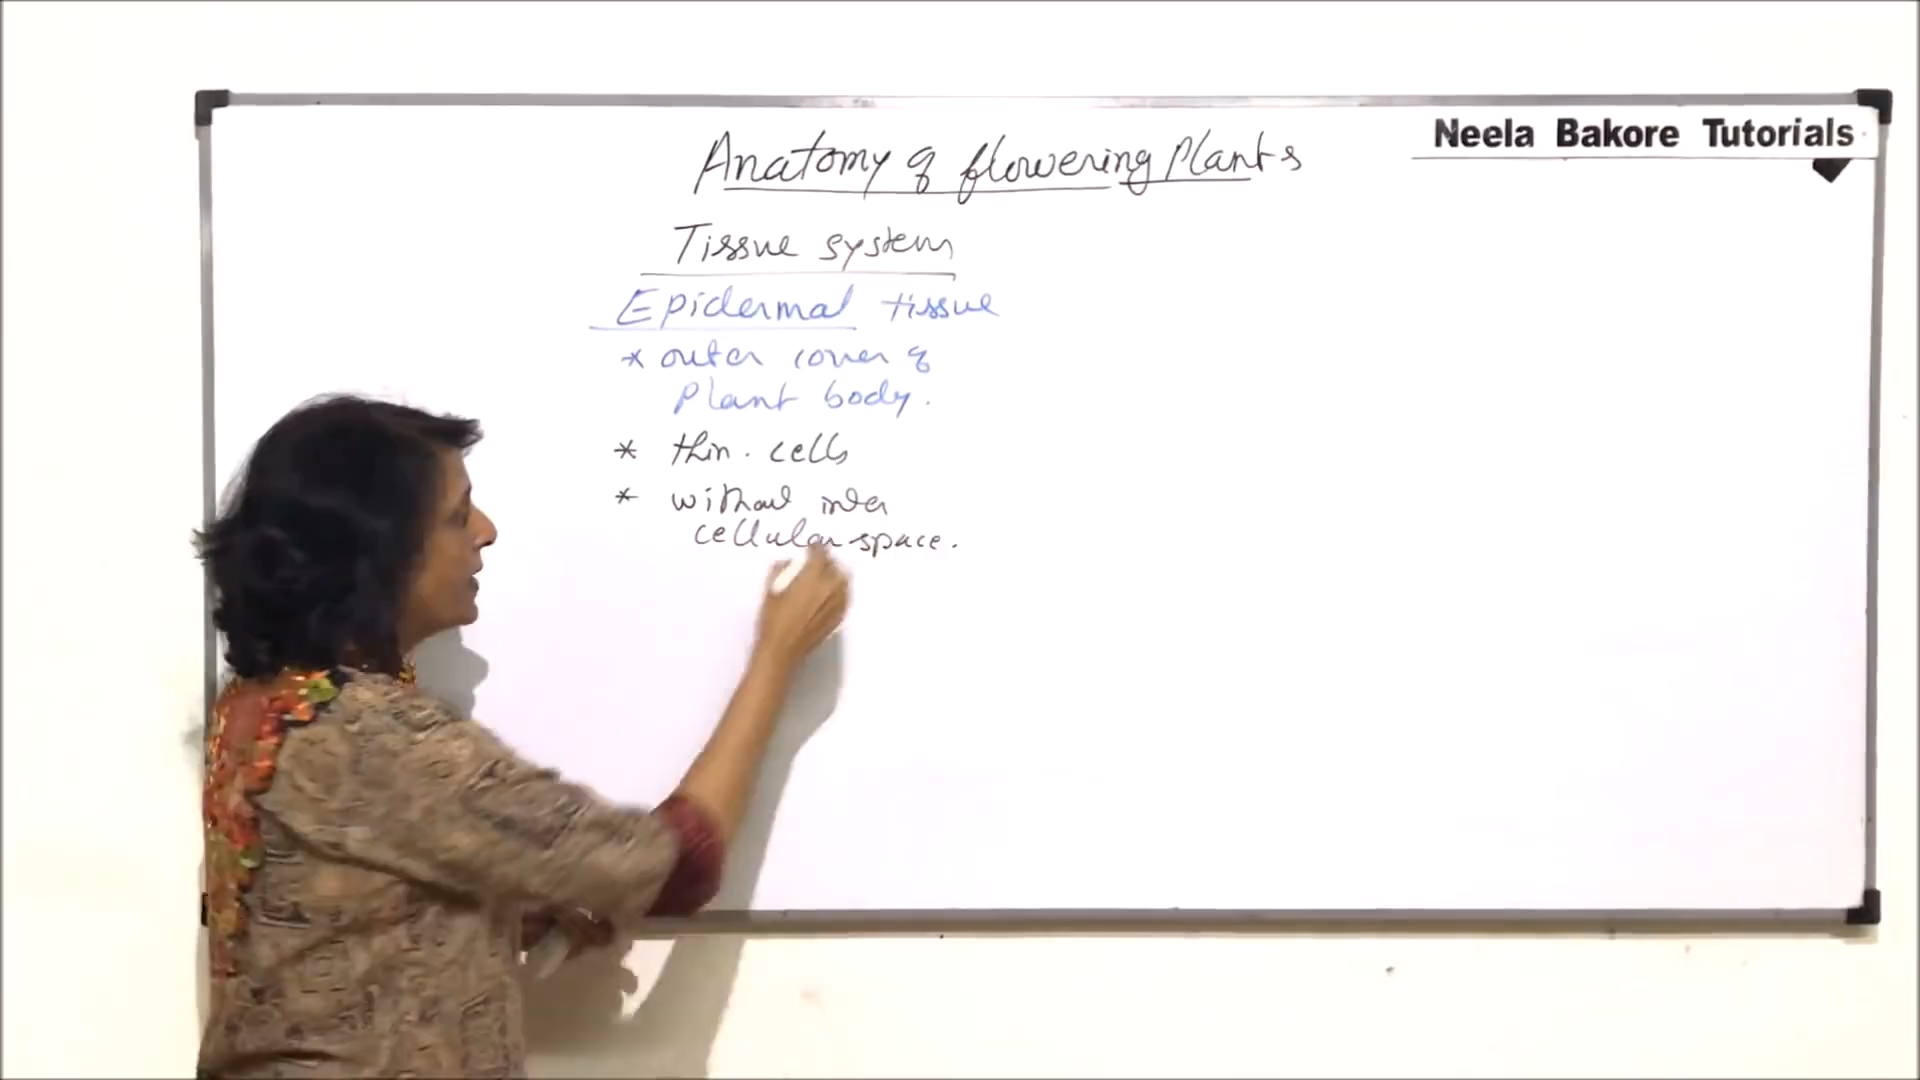 Neela Bakore Tutorials
Anatomy of flowering Plants
Tissue system
Epidermal tissue
* outer cover of
Plant body.
* thin. cells
* without inter
cellular space.